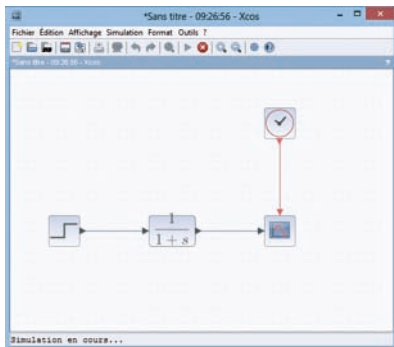 *Sans titre - 09:26:56 - Xcos
Fichier Édition Affichage Simulation Format Outils ?
*Sans titre - 09:26:56 - Xcos
1
1 + s
Simulation en cours...